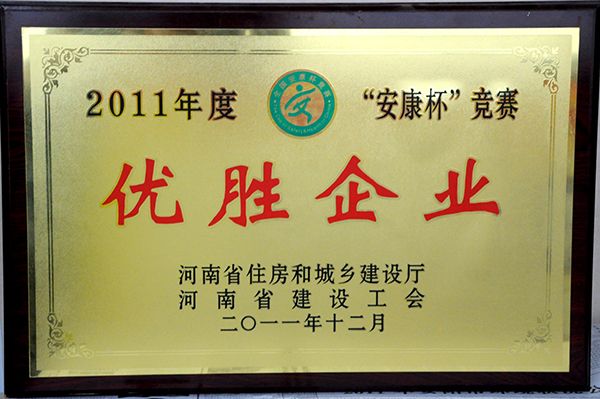 2011年度 “安康杯”竞赛
安
优胜企业
河南省住房和城乡建设厅
河南省建设工会
二〇一一年十二月